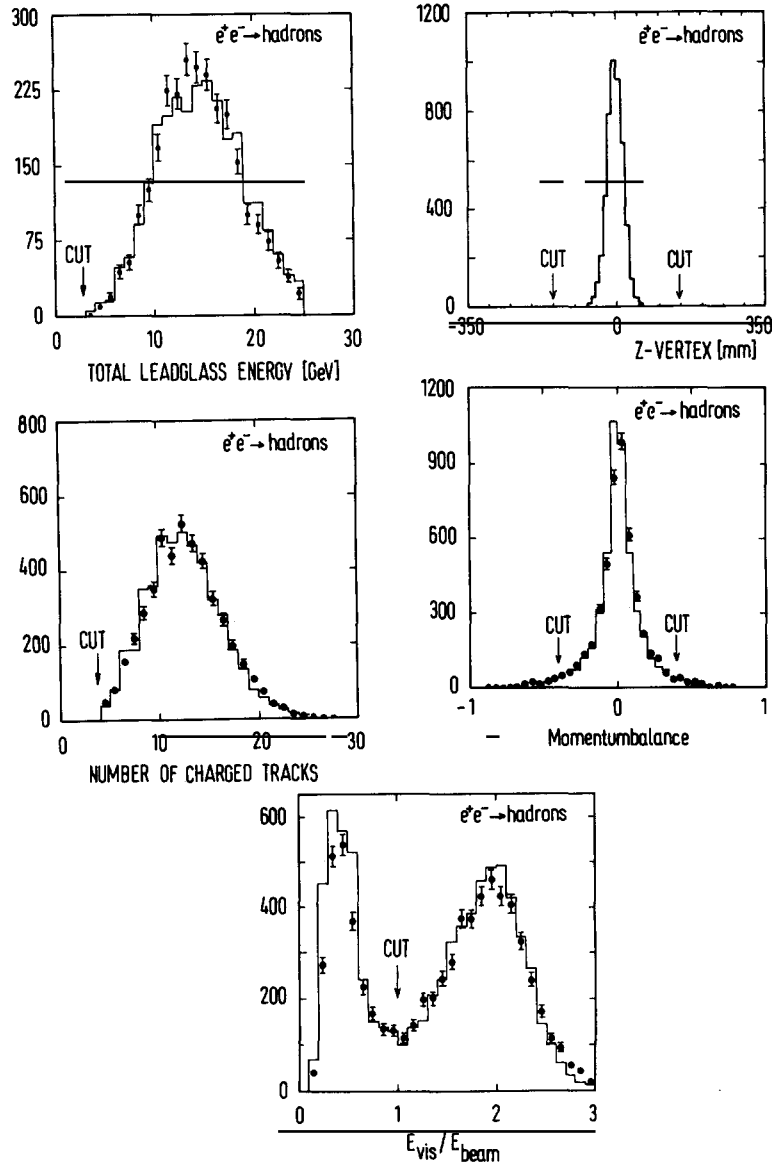 300
225
150
75
0
e⁺e⁻→hadrons
CUT
0 10 20 30
TOTAL LEADGLASS ENERGY [GeV]
1200
1000
800
600
400
200
0
e⁺e⁻→hadrons
CUT CUT
-350 0 350
Z-VERTEX [mm]
800
600
400
200
0
e⁺e⁻→hadrons
CUT
0 10 20 30
NUMBER OF CHARGED TRACKS
1200
900
600
300
0
e⁺e⁻→hadrons
CUT CUT
-1 0 1
Momentumbalance
600
400
200
0
e⁺e⁻→hadrons
CUT
0 1 2 3
E_vis/E_beam